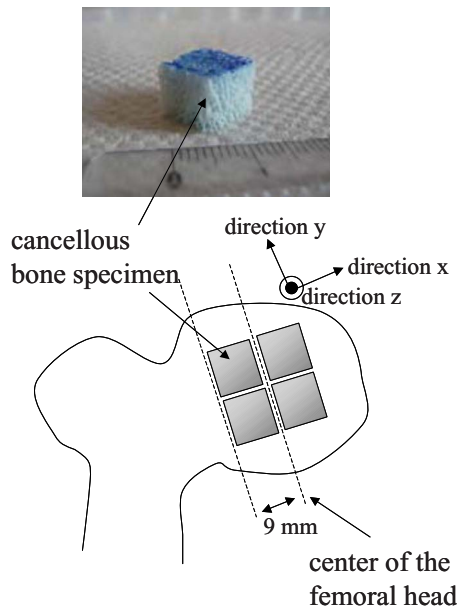 direction y
cancellous
bone specimen
direction x
direction z
9 mm
center of the
femoral head